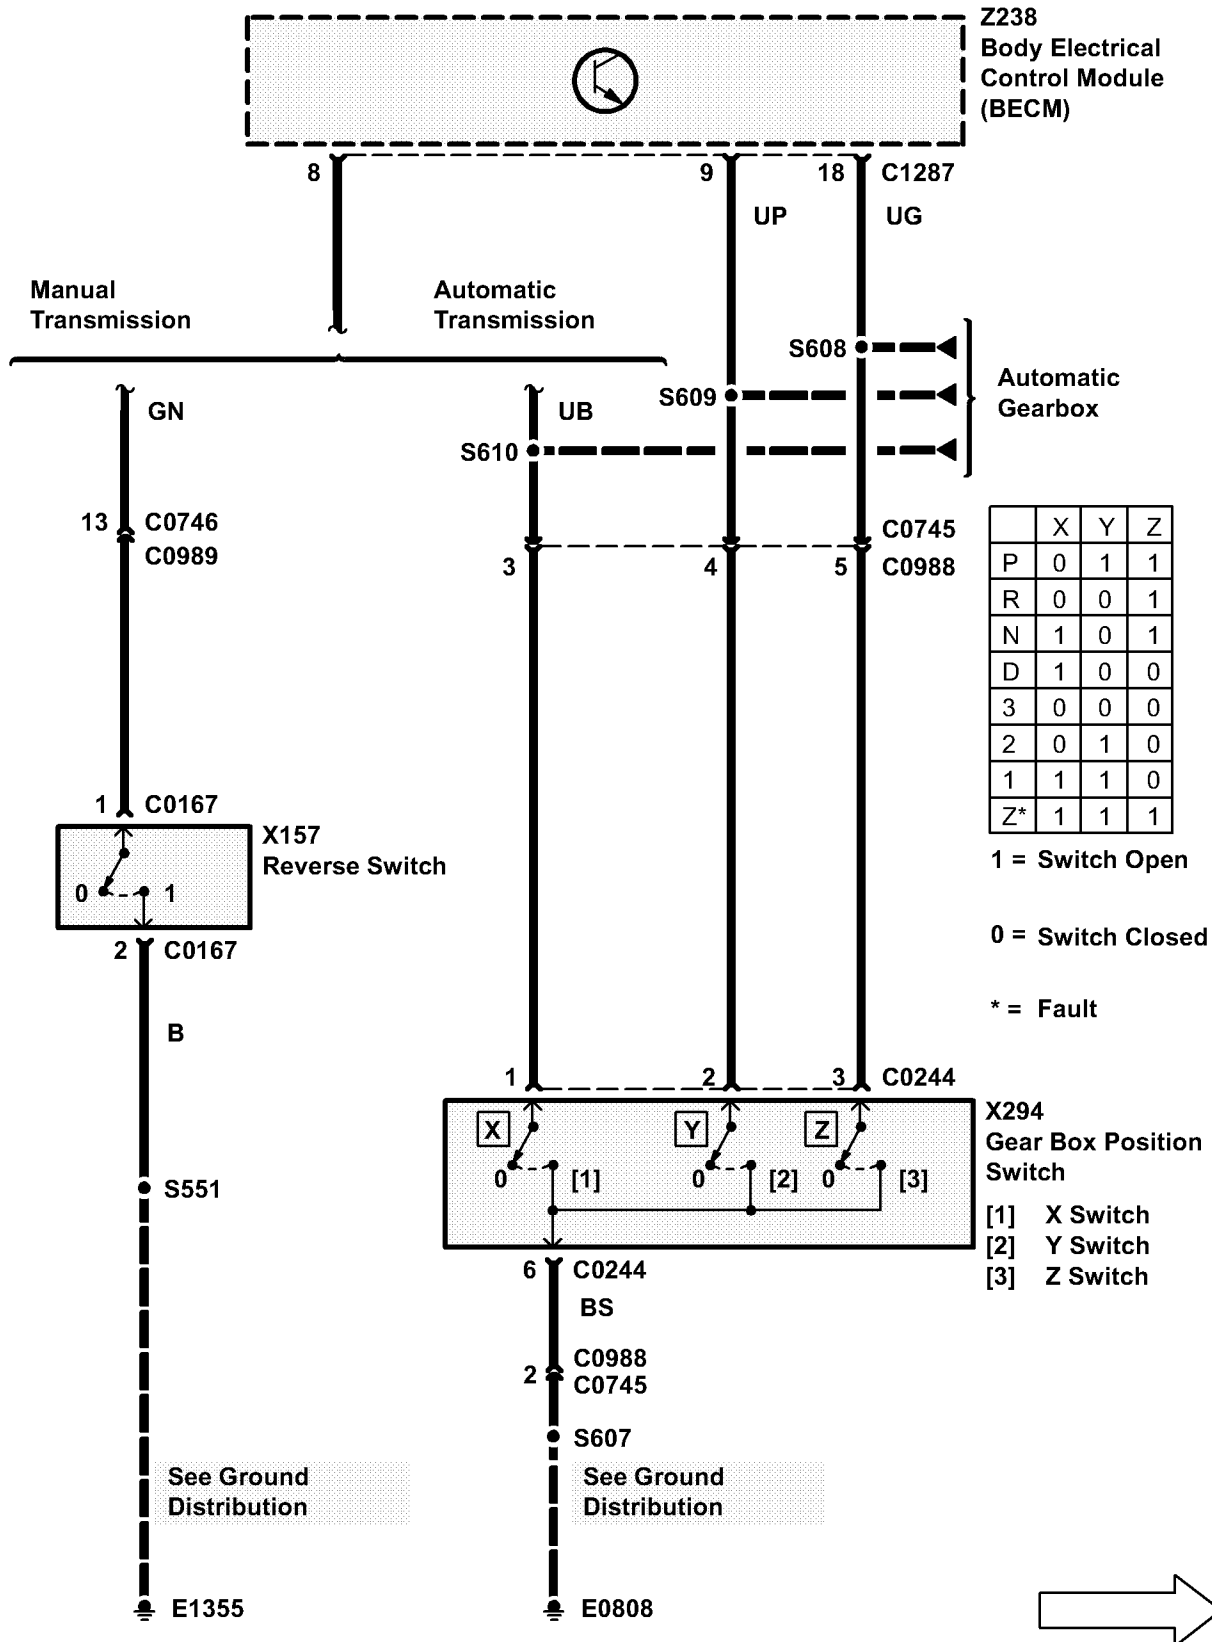 Z238
Body Electrical
Control Module
(BECM)
8
9
18
C1287
UP
UG
Manual
Transmission
Automatic
Transmission
S608
Automatic
Gearbox
GN
UB
S609
S610
13
C0746
C0989
C0745
3
4
5
C0988
X Y Z
P 0 1 1
R 0 0 1
N 1 0 1
D 1 0 0
3 0 0 0
2 0 1 0
1 1 1 0
Z* 1 1 1
1 = Switch Open
0 = Switch Closed
* = Fault
1
C0167
X157
Reverse Switch
0
1
2
C0167
B
1
2
3
C0244
X
Y
Z
0
[1]
0
[2]
0
[3]
X294
Gear Box Position
Switch
[1] X Switch
[2] Y Switch
[3] Z Switch
S551
6
C0244
BS
C0988
2
C0745
S607
See Ground
Distribution
See Ground
Distribution
E1355
E0808